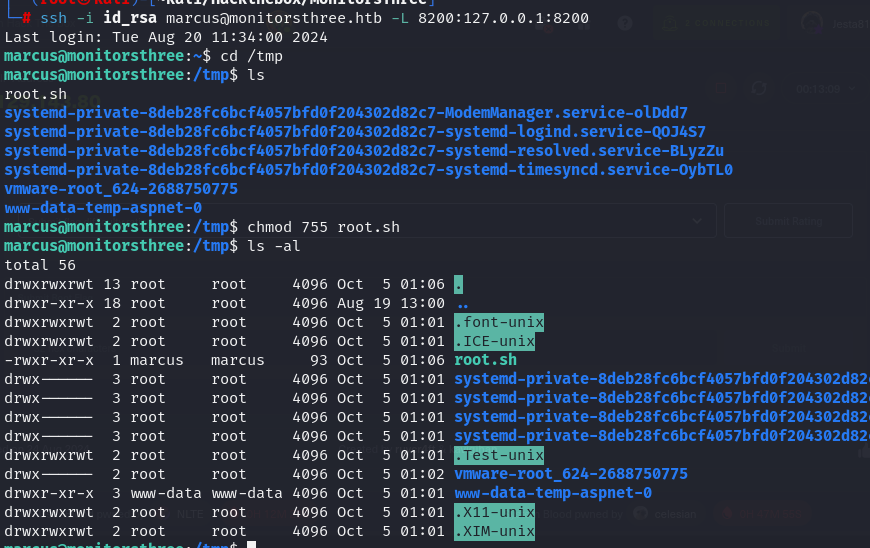 (root㉿kali)-[~Kali/HackTheBox/MonitorsThree]
# ssh -i id_rsa marcus@monitorsthree.htb -L 8200:127.0.0.1:8200
Last login: Tue Aug 20 11:34:00 2024
marcus@monitorsthree:~$ cd /tmp
marcus@monitorsthree:/tmp$ ls
root.sh
systemd-private-8deb28fc6bcf4057bfd0f204302d82c7-ModemManager.service-olDdd7
systemd-private-8deb28fc6bcf4057bfd0f204302d82c7-systemd-logind.service-QOJ4S7
systemd-private-8deb28fc6bcf4057bfd0f204302d82c7-systemd-resolved.service-BLyzZu
systemd-private-8deb28fc6bcf4057bfd0f204302d82c7-systemd-timesyncd.service-OybTL0
vmware-root_624-2688750775
www-data-temp-aspnet-0
marcus@monitorsthree:/tmp$ chmod 755 root.sh
marcus@monitorsthree:/tmp$ ls -al
total 56
drwxrwxrwt 13 root     root     4096 Oct  5 01:06 .
drwxr-xr-x 18 root     root     4096 Aug 19 13:00 ..
drwxrwxrwt  2 root     root     4096 Oct  5 01:01 .font-unix
drwxrwxrwt  2 root     root     4096 Oct  5 01:01 .ICE-unix
-rwxr-xr-x  1 marcus   marcus     93 Oct  5 01:06 root.sh
drwx------  3 root     root     4096 Oct  5 01:01 systemd-private-8deb28fc6bcf4057bfd0f204302d82
drwx------  3 root     root     4096 Oct  5 01:01 systemd-private-8deb28fc6bcf4057bfd0f204302d82
drwx------  3 root     root     4096 Oct  5 01:01 systemd-private-8deb28fc6bcf4057bfd0f204302d82
drwx------  3 root     root     4096 Oct  5 01:01 systemd-private-8deb28fc6bcf4057bfd0f204302d82
drwxrwxrwt  2 root     root     4096 Oct  5 01:01 .Test-unix
drwx------  2 root     root     4096 Oct  5 01:02 vmware-root_624-2688750775
drwxr-xr-x  3 www-data www-data 4096 Oct  5 01:01 www-data-temp-aspnet-0
drwxrwxrwt  2 root     root     4096 Oct  5 01:01 .X11-unix
drwxrwxrwt  2 root     root     4096 Oct  5 01:01 .XIM-unix
marcus@monitorsthree:/tmp$